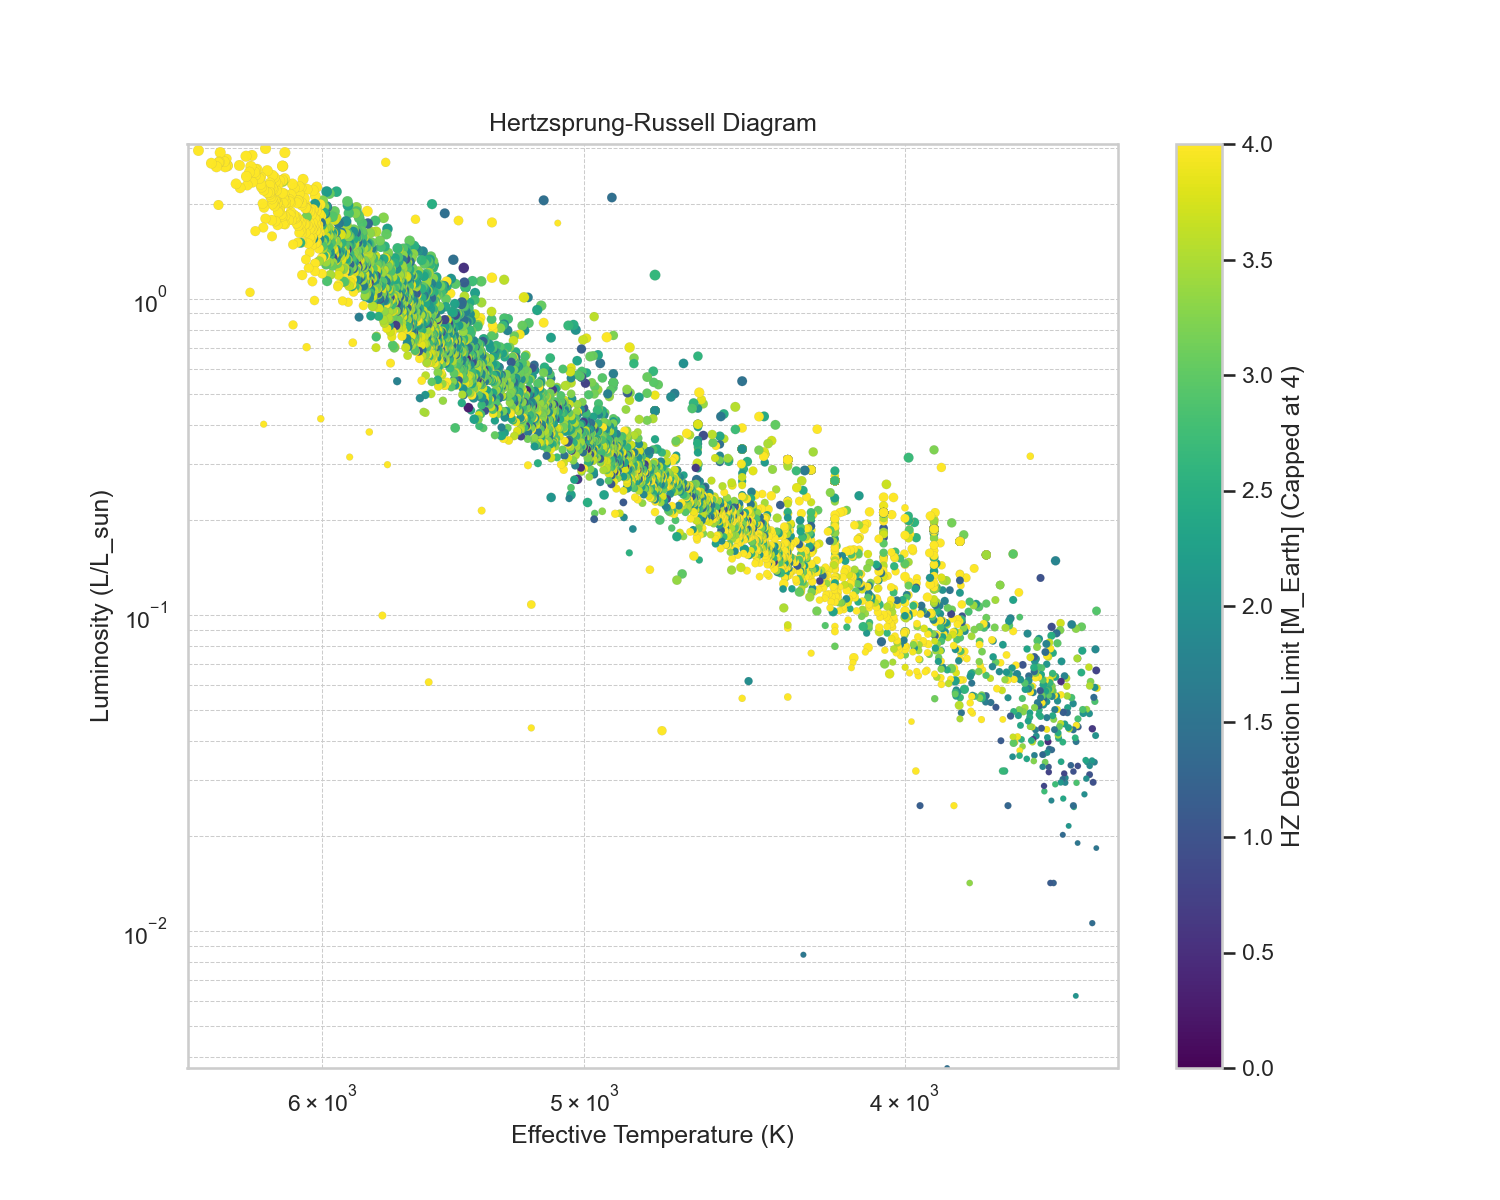 Hertzsprung-Russell Diagram
Luminosity (L/L_sun)
10^0
10^−1
10^−2
6 × 10^3
5 × 10^3
4 × 10^3
Effective Temperature (K)
4.0
3.5
3.0
2.5
2.0
1.5
1.0
0.5
0.0
HZ Detection Limit [M_Earth] (Capped at 4)